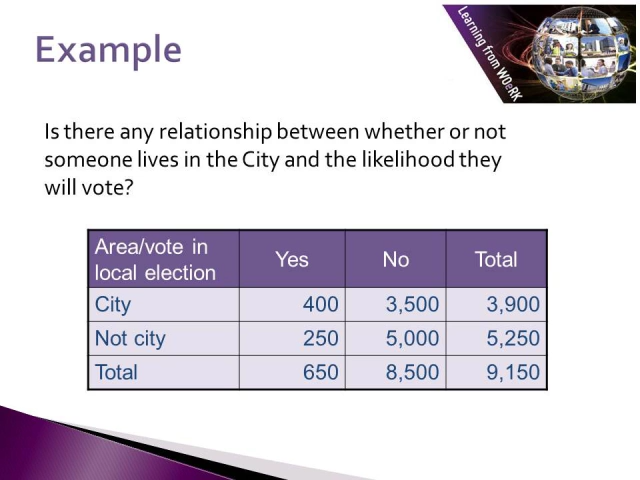 Example
Learning from WOeRK
Is there any relationship between whether or not
someone lives in the City and the likelihood they
will vote?
Area/vote in
local election Yes No Total
City 400 3,500 3,900
Not city 250 5,000 5,250
Total 650 8,500 9,150